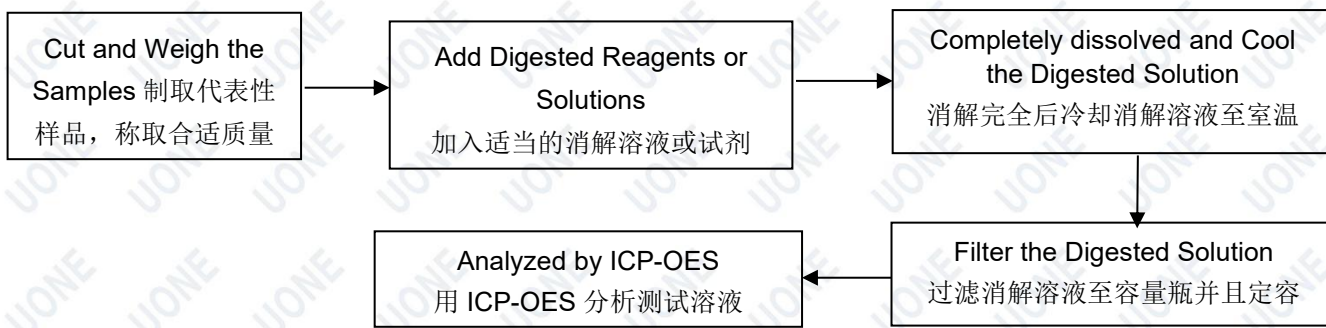 Cut and Weigh the
Samples 制取代表性
样品，称取合适质量
Add Digested Reagents or
Solutions
加入适当的消解溶液或试剂
Completely dissolved and Cool
the Digested Solution
消解完全后冷却消解溶液至室温
Filter the Digested Solution
过滤消解溶液至容量瓶并且定容
Analyzed by ICP-OES
用 ICP-OES 分析测试溶液